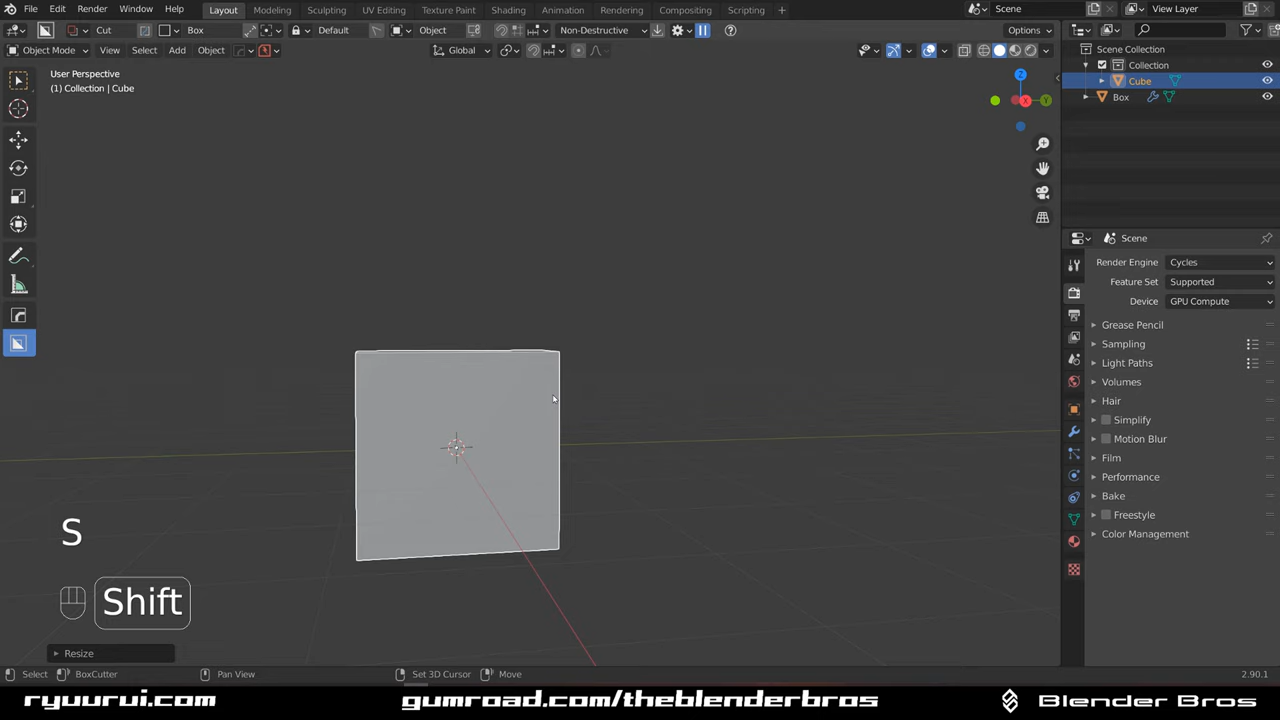 File Edit Render Window Help Layout Modeling Sculpting UV Editing Texture Paint Shading Animation Rendering Compositing Scripting + Scene View Layer
Cut Box Default Object Non-Destructive Options
Object Mode View Select Add Object Global
User Perspective
(1) Collection | Cube
Z
X
Y
Scene Collection
Collection
Cube
Box
Scene
Render Engine Cycles
Feature Set Supported
Device GPU Compute
Grease Pencil
Sampling
Light Paths
Volumes
Hair
Simplify
Motion Blur
Film
Performance
Bake
Freestyle
Color Management
S
Shift
Resize
Select BoxCutter Pan View Set 3D Cursor Move 2.90.1
ryuurui.com gumroad.com/theblenderbros Blender Bros